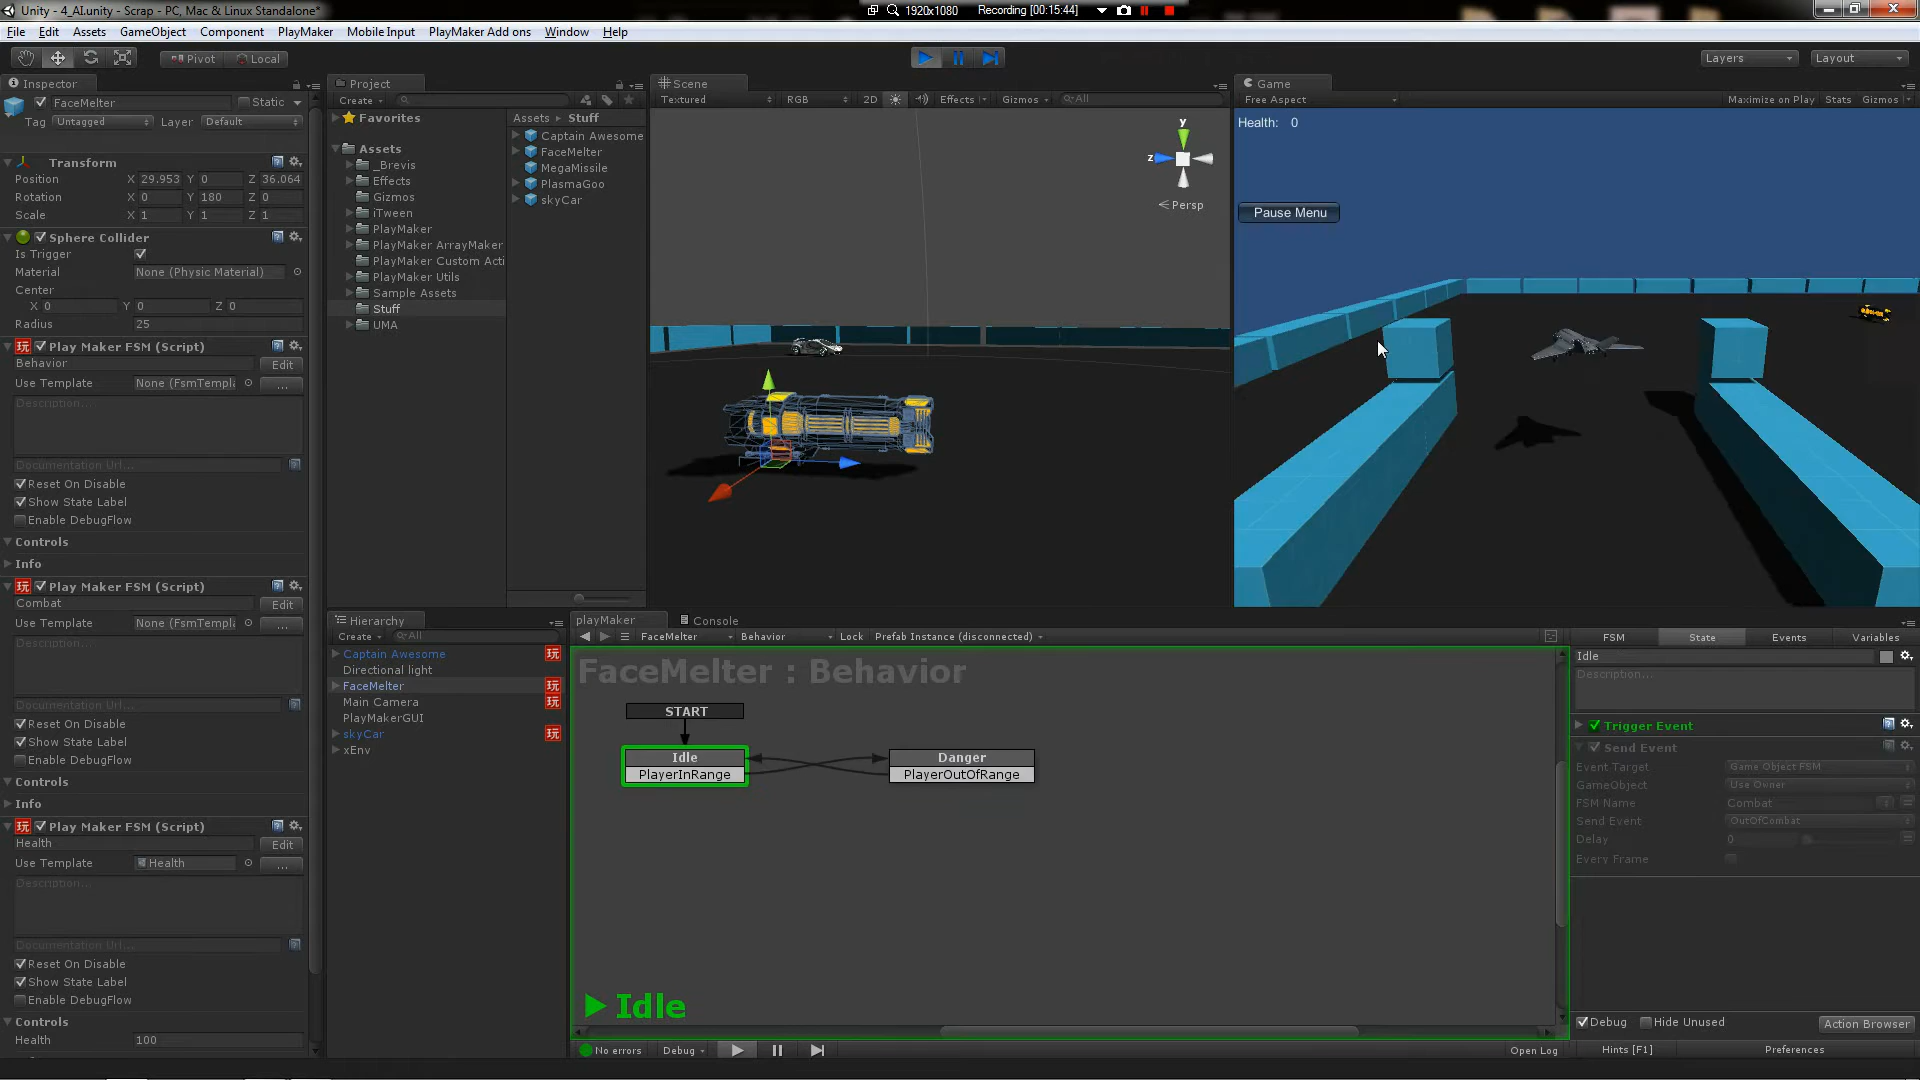 Unity - 4_AI.unity - Scrap - PC, Mac & Linux Standalone*
1920x1080
Recording [00:15:44]
File Edit Assets GameObject Component PlayMaker Mobile Input PlayMaker Add ons Window Help
Pivot Local
Layers Layout
Inspector
FaceMelter Static
Tag Untagged Layer Default
Transform
Position X 29.953 Y 0 Z 36.064
Rotation X 0 Y 180 Z 0
Scale X 1 Y 1 Z 1
Sphere Collider
Is Trigger
Material None (Physic Material)
Center
X 0 Y 0 Z 0
Radius 25
玩 Play Maker FSM (Script)
Behavior Edit
Use Template None (FsmTempla ...
Description...
Documentation Url...
Reset On Disable
Show State Label
Enable DebugFlow
Controls
Info
玩 Play Maker FSM (Script)
Combat Edit
Use Template None (FsmTempla ...
Description...
Documentation Url...
Reset On Disable
Show State Label
Enable DebugFlow
Controls
Info
玩 Play Maker FSM (Script)
Health Edit
Use Template Health ...
Description...
Documentation Url...
Reset On Disable
Show State Label
Enable DebugFlow
Controls
Health 100
Project
Create
Favorites
Assets
_Brevis
Effects
Gizmos
iTween
PlayMaker
PlayMaker ArrayMaker
PlayMaker Custom Acti
PlayMaker Utils
Sample Assets
Stuff
UMA
Assets Stuff
Captain Awesome
FaceMelter
MegaMissile
PlasmaGoo
skyCar
Scene
Textured RGB 2D Effects Gizmos All
y
z
Persp
Game
Free Aspect Maximize on Play Stats Gizmos
Health: 0
Pause Menu
Hierarchy
Create All
Captain Awesome 玩
Directional light
FaceMelter 玩
Main Camera 玩
PlayMakerGUI
skyCar 玩
xEnv
playMaker Console
FaceMelter Behavior Lock Prefab Instance (disconnected)
FaceMelter : Behavior
START
Idle
PlayerInRange
Danger
PlayerOutOfRange
Idle
No errors Debug Open Log
FSM State Events Variables
Idle
Description...
Trigger Event
Send Event
Event Target Game Object FSM
GameObject Use Owner
FSM Name Combat
Send Event OutOfCombat
Delay 0
Every Frame
Debug Hide Unused Action Browser
Hints [F1] Preferences